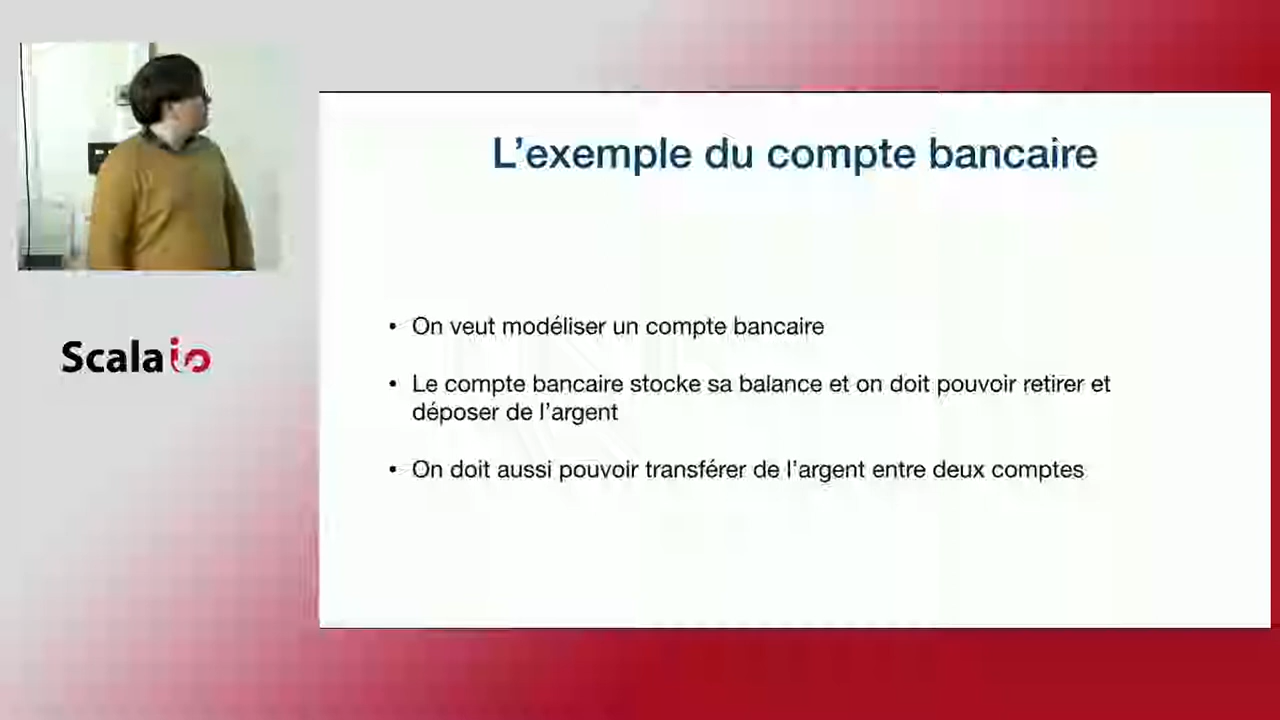 L'exemple du compte bancaire
• On veut modéliser un compte bancaire
• Le compte bancaire stocke sa balance et on doit pouvoir retirer et
déposer de l'argent
• On doit aussi pouvoir transférer de l'argent entre deux comptes
Scala io